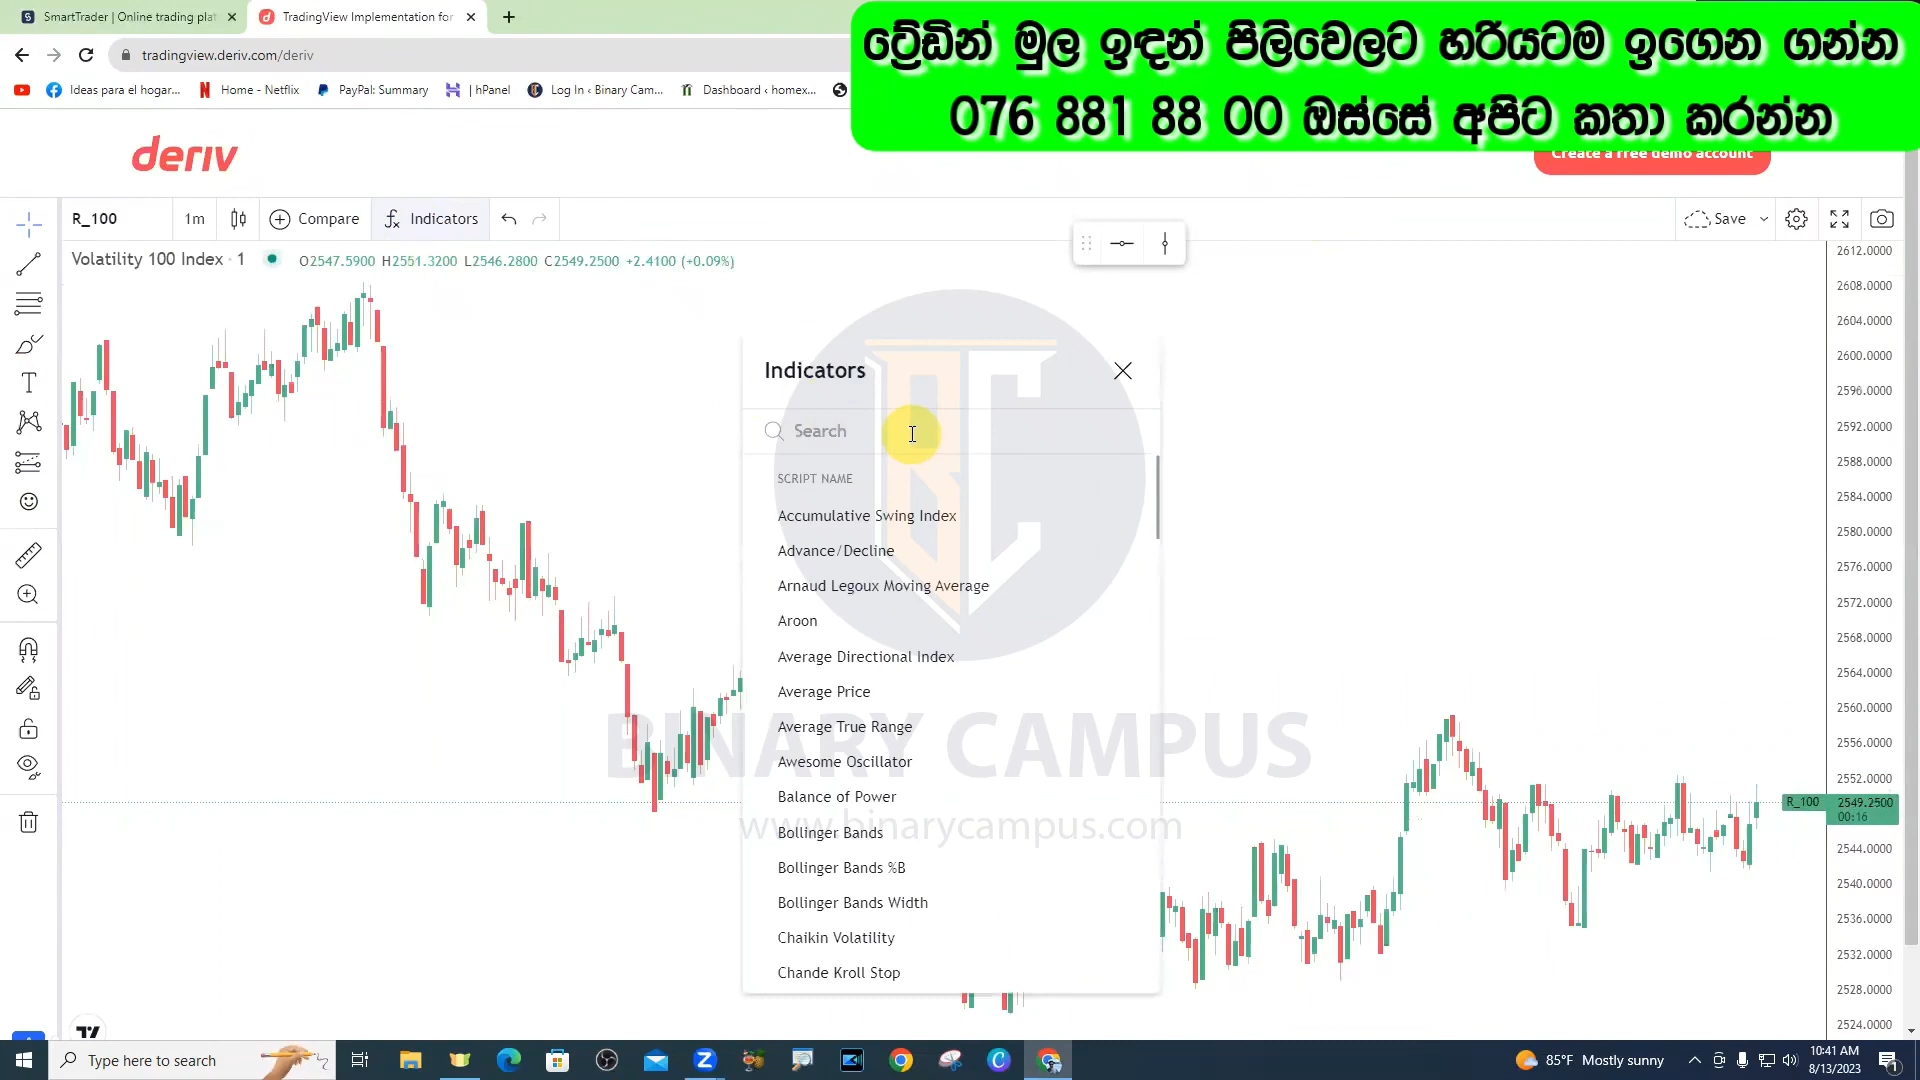 SmartTrader | Online trading pla
TradingView Implementation for
ට්‍රේඩින් මුල ඉඳන් පිලිවෙලට හරියටම ඉගෙන ගන්න
076 881 88 00 ඔස්සේ අපිට කතා කරන්න
tradingview.deriv.com/deriv
Ideas para el hogar...
Home - Netflix
PayPal: Summary
hPanel
Log In ‹ Binary Cam...
Dashboard ‹ homex...
deriv
Create a free demo account
R_100
1m
Compare
Indicators
Save
Volatility 100 Index · 1
O2547.5900 H2551.3200 L2546.2800 C2549.2500 +2.4100 (+0.09%)
Indicators
Search
SCRIPT NAME
Accumulative Swing Index
Advance/Decline
Arnaud Legoux Moving Average
Aroon
Average Directional Index
Average Price
Average True Range
Awesome Oscillator
Balance of Power
Bollinger Bands
Bollinger Bands %B
Bollinger Bands Width
Chaikin Volatility
Chande Kroll Stop
BINARY CAMPUS
www.binarycampus.com
2612.0000
2608.0000
2604.0000
2600.0000
2596.0000
2592.0000
2588.0000
2584.0000
2580.0000
2576.0000
2572.0000
2568.0000
2564.0000
2560.0000
2556.0000
2552.0000
R_100
2549.2500
00:16
2544.0000
2540.0000
2536.0000
2532.0000
2528.0000
2524.0000
Type here to search
85°F Mostly sunny
10:41 AM
8/13/2023
1